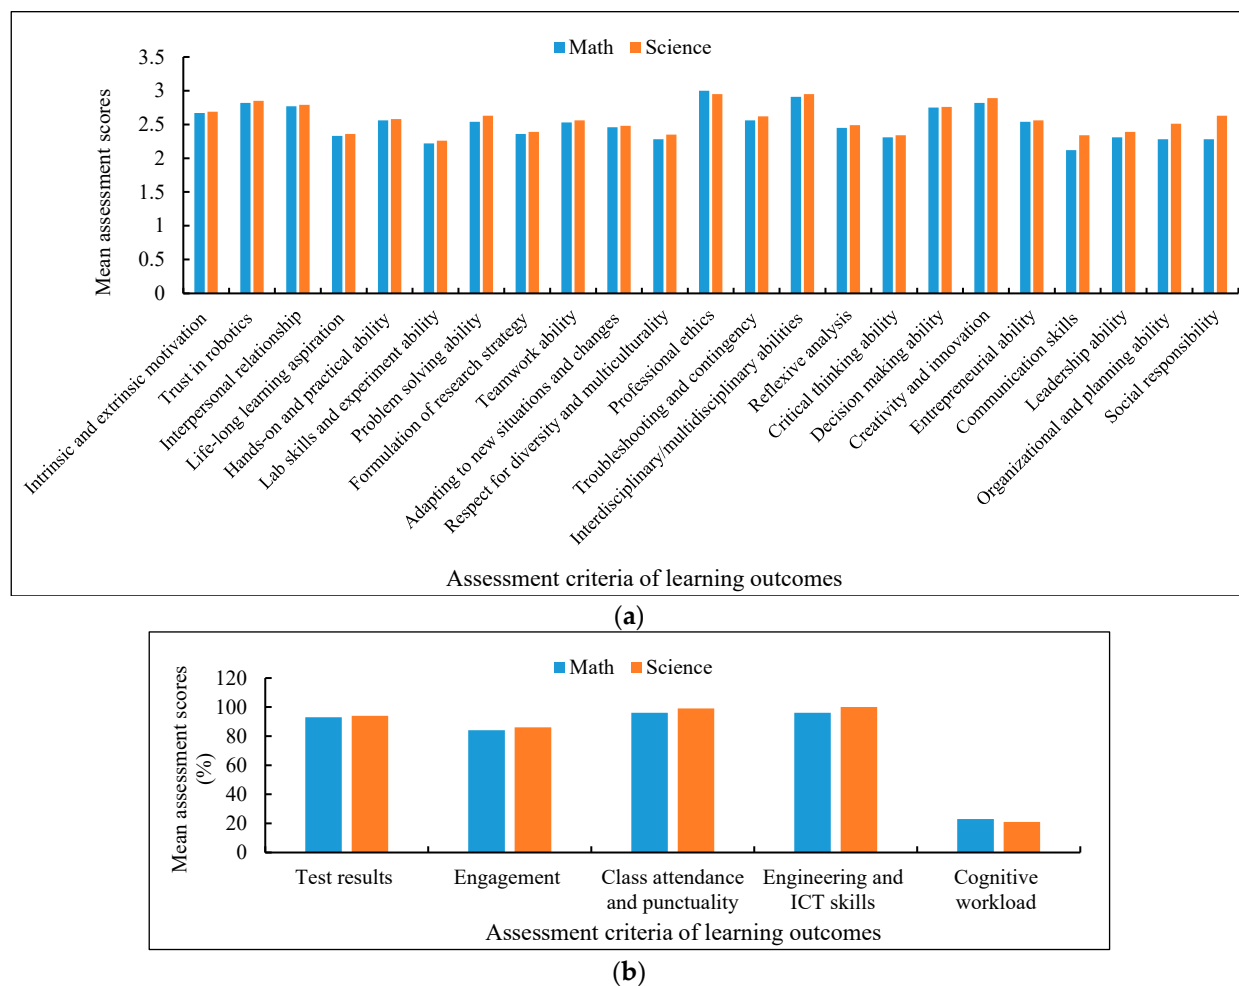 Math Science
Mean assessment scores
3.5
3
2.5
2
1.5
1
0.5
0
Intrinsic and extrinsic motivation
Trust in robotics
Interpersonal relationship
Life-long learning aspiration
Hands-on and practical ability
Lab skills and experiment ability
Problem solving ability
Formulation of research strategy
Teamwork ability
Adapting to new situations and changes
Respect for diversity and multiculturality
Professional ethics
Troubleshooting and contingency
Interdisciplinary/multidisciplinary abilities
Reflexive analysis
Critical thinking ability
Decision making ability
Creativity and innovation
Entrepreneurial ability
Communication skills
Leadership ability
Organizational and planning ability
Social responsibility
Assessment criteria of learning outcomes
(a)
Math Science
Mean assessment scores
(%)
120
100
80
60
40
20
0
Test results
Engagement
Class attendance
and punctuality
Engineering and
ICT skills
Cognitive
workload
Assessment criteria of learning outcomes
(b)